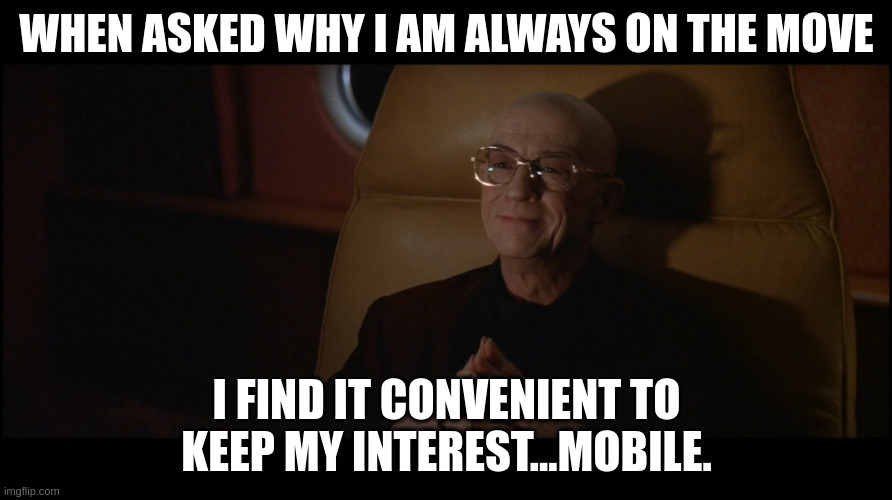 WHEN ASKED WHY I AM ALWAYS ON THE MOVE
I FIND IT CONVENIENT TO
KEEP MY INTEREST...MOBILE.
imgflip.com